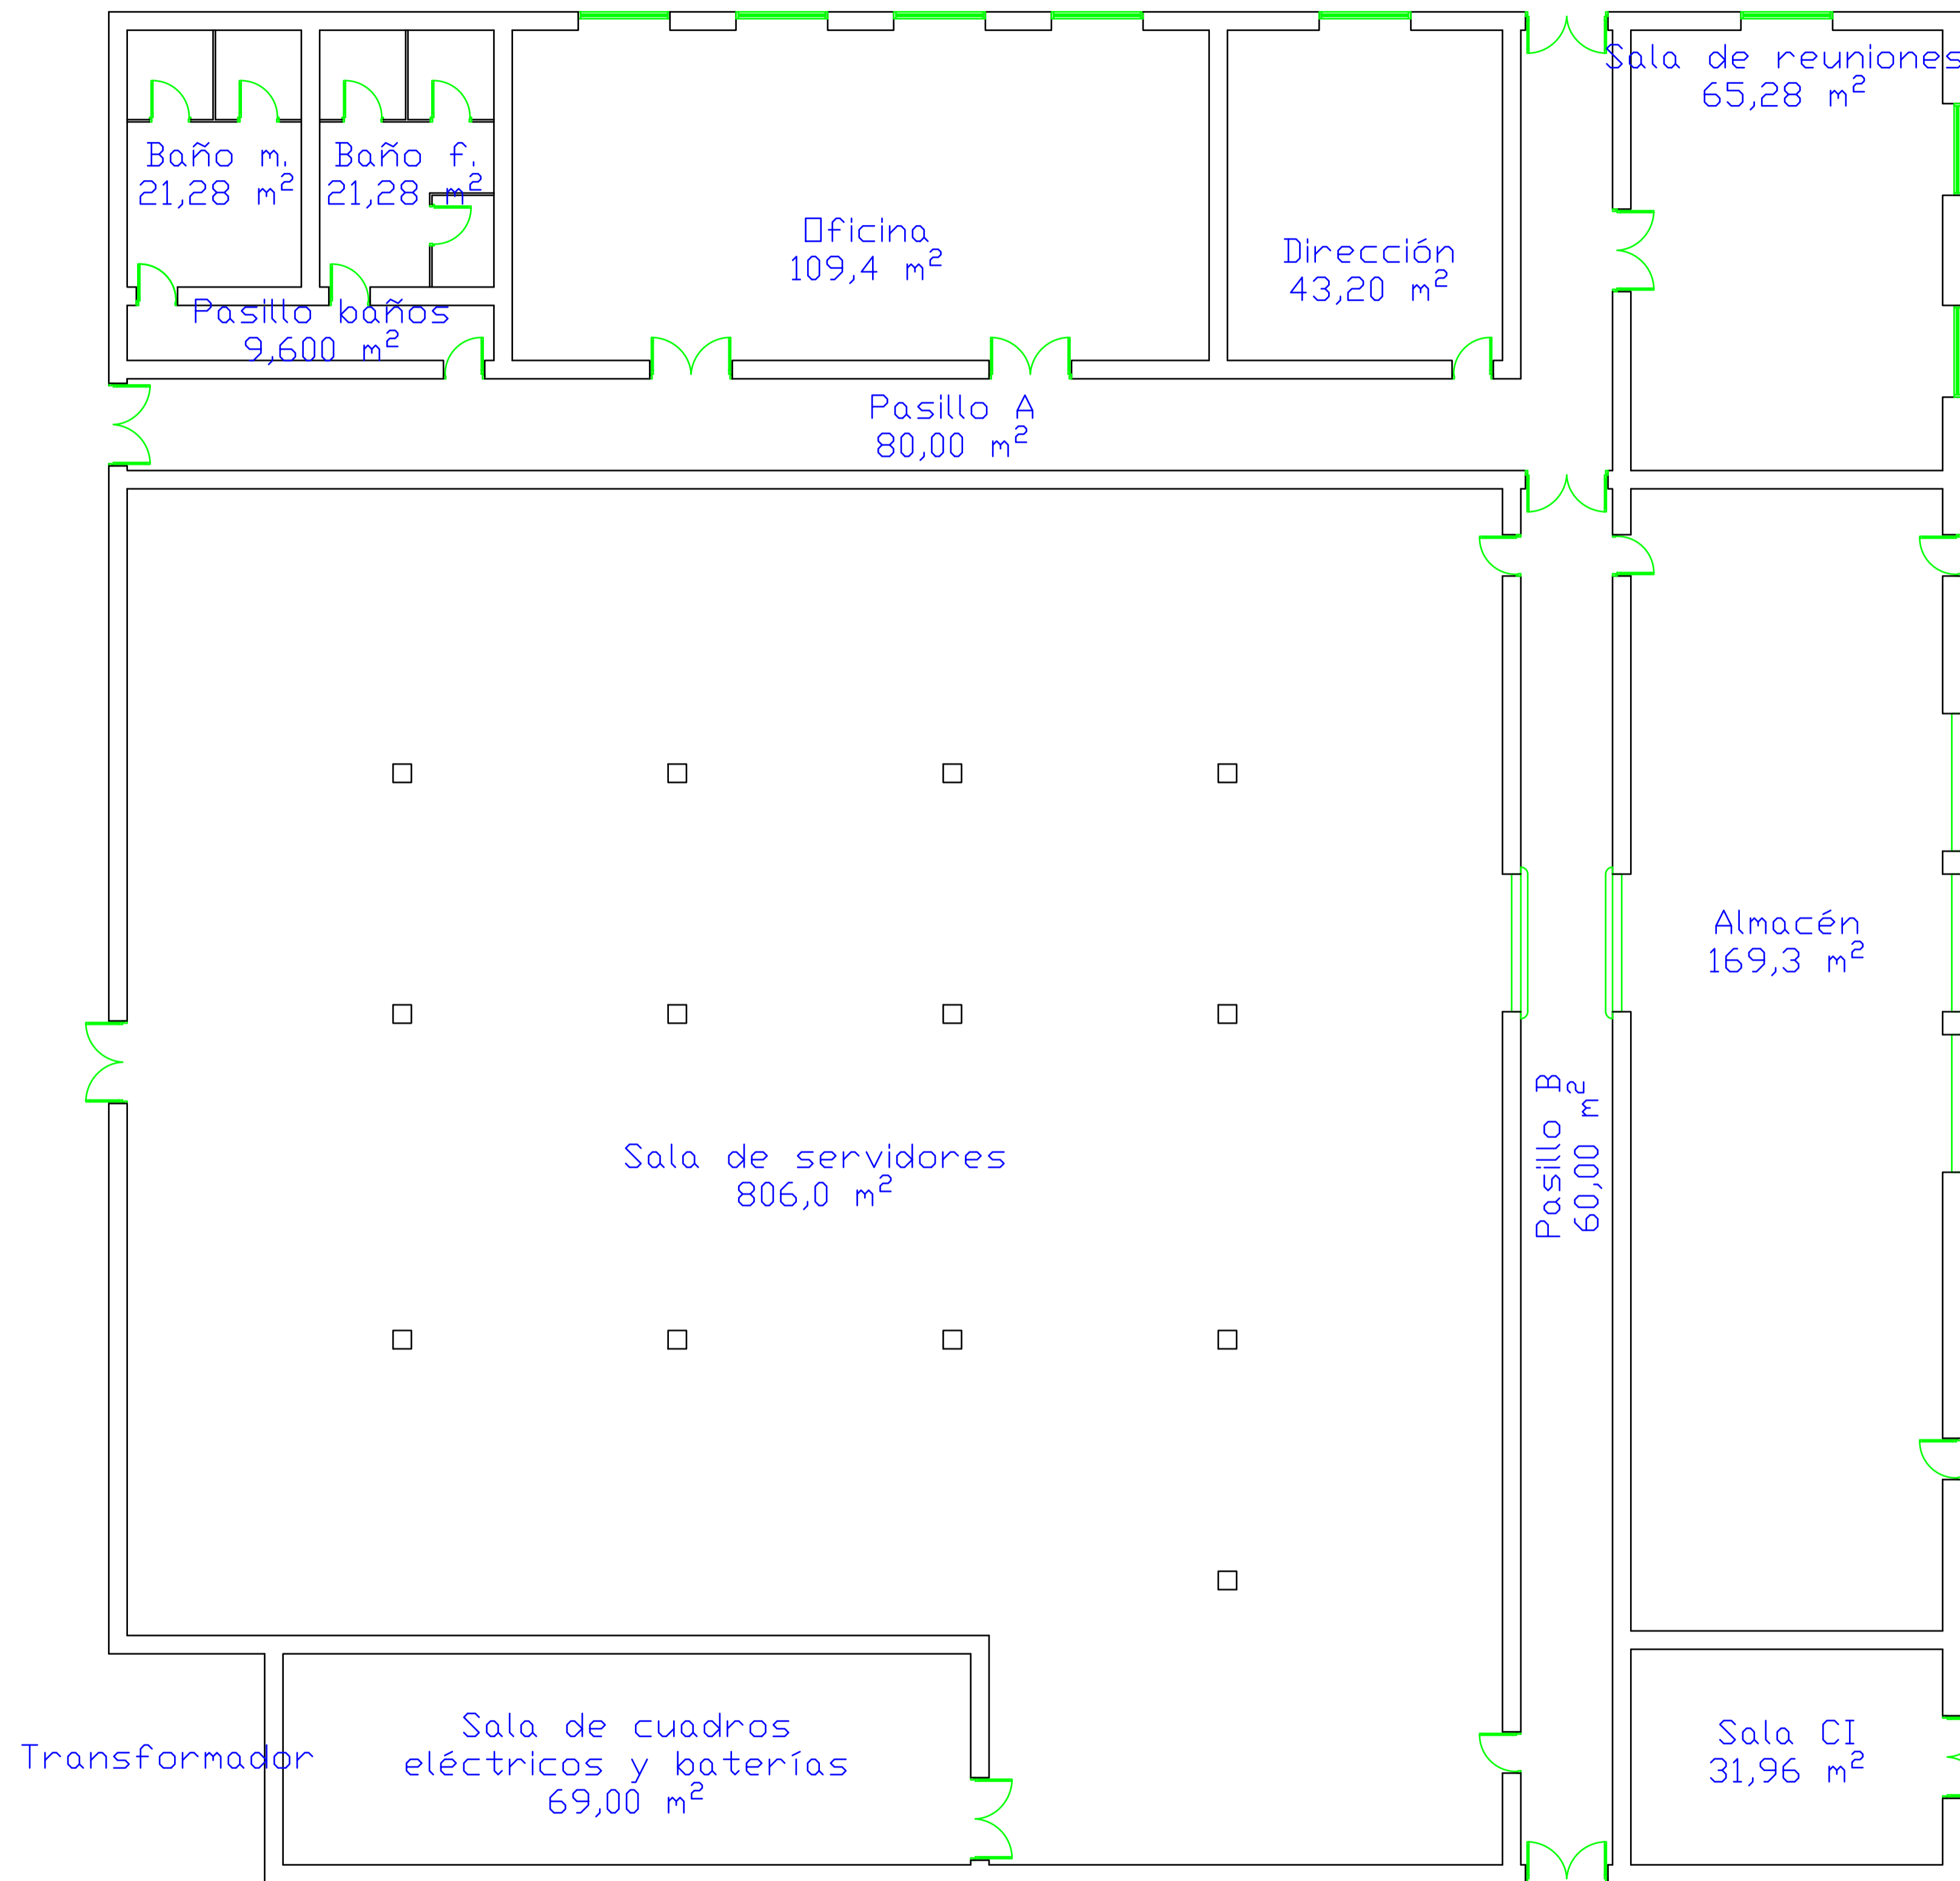 Sala de reuniones
65,28 m²
Baño m.
21,28 m²
Baño f.
21,28 m²
Oficina
109,4 m²
Dirección
43,20 m²
Pasillo baños
9,600 m²
Pasillo A
80,00 m²
Almacén
169,3 m²
Pasillo B
60,00 m²
Sala de servidores
806,0 m²
Sala de cuadros
eléctricos y baterías
69,00 m²
Transformador
Sala CI
31,96 m²